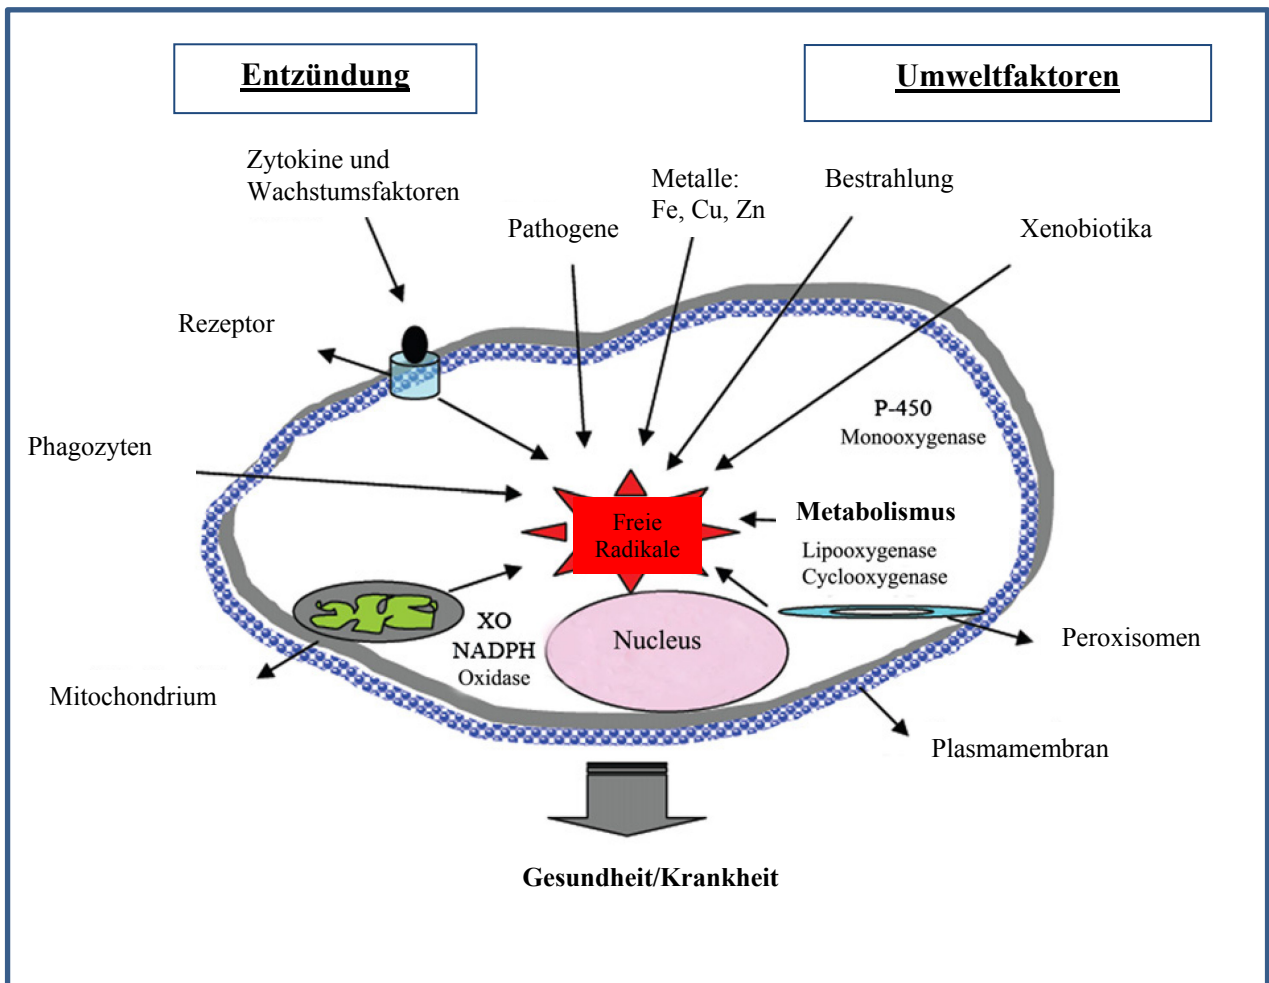 Entzündung
Umweltfaktoren
Zytokine und
Wachstumsfaktoren
Pathogene
Metalle:
Fe, Cu, Zn
Bestrahlung
Xenobiotika
Rezeptor
Phagozyten
P-450
Monooxygenase
Freie
Radikale
Metabolismus
Lipooxygenase
Cyclooxygenase
XO
NADPH
Oxidase
Nucleus
Peroxisomen
Mitochondrium
Plasmamembran
Gesundheit/Krankheit